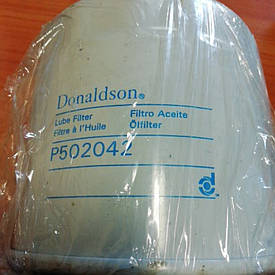 Donaldson®
Lube Filter
Filtro Aceite
Filtre à l'Huile
Ölfilter
P502042